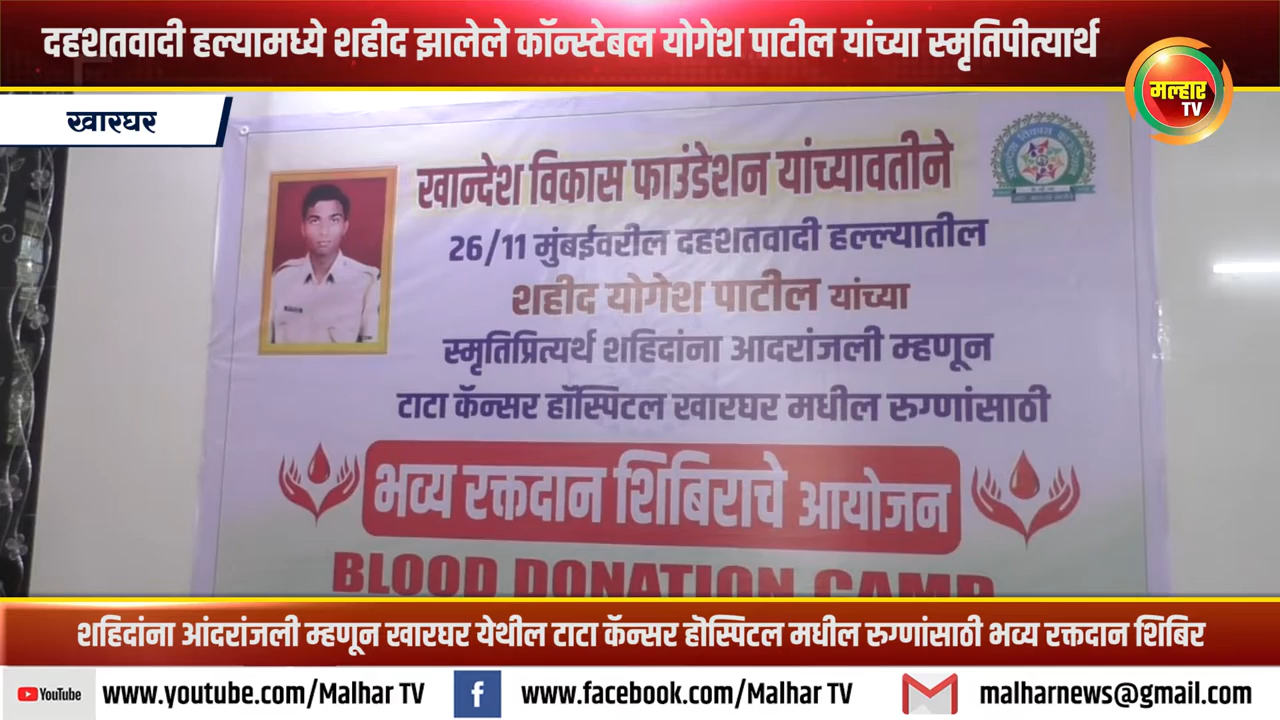 दहशतवादी हल्यामध्ये शहीद झालेले कॉन्स्टेबल योगेश पाटील यांच्या स्मृतिपीत्यार्थ
मल्हार
TV
खारघर
खान्देश विकास फाउंडेशन यांच्यावतीने
26/11 मुंबईवरील दहशतवादी हल्ल्यातील
शहीद योगेश पाटील यांच्या
स्मृतिप्रित्यर्थ शहिदांना आदरांजली म्हणून
टाटा कॅन्सर हॉस्पिटल खारघर मधील रुग्णांसाठी
भव्य रक्तदान शिबिराचे आयोजन
BLOOD DONATION CAMP
शहिदांना आंदरांजली म्हणून खारघर येथील टाटा कॅन्सर हॉस्पिटल मधील रुग्णांसाठी भव्य रक्तदान शिबिर
YouTube
www.youtube.com/Malhar TV
f
www.facebook.com/Malhar TV
malharnews@gmail.com